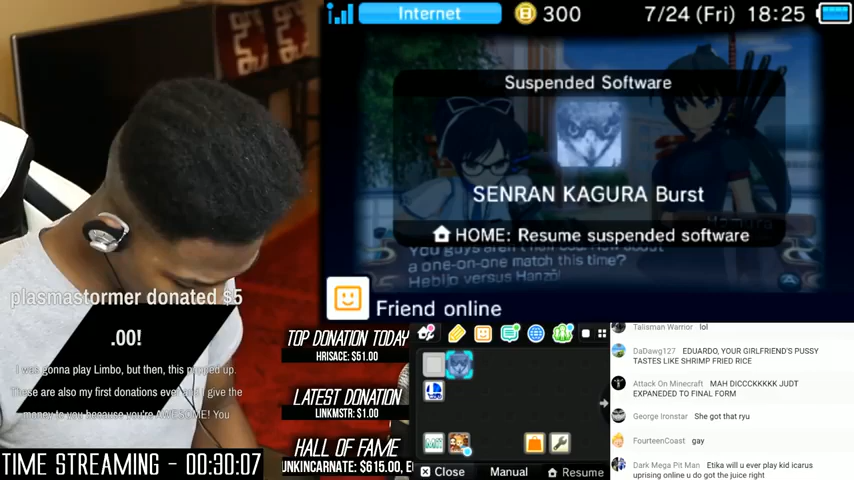 Internet
300
7/24 (Fri) 18:25
Suspended Software
SENRAN KAGURA Burst
HOME: Resume suspended software
a one-on-one match this time?
Hebijo versus Hanzō!
Friend online
plasmastormer donated $5
.00!
I was gonna play Limbo, but then, this popped up.
These are also my first donations ever and I give the
money to you because you're AWESOME! You
TOP DONATION TODAY
HRISACE: $51.00
LATEST DONATION
LINKMSTR: $1.00
HALL OF FAME
UNKINCARNATE: $615.00,
TIME STREAMING - 00:30:07
Close
Manual
Resume
Talisman Warrior lol
DaDawg127 EDUARDO, YOUR GIRLFRIEND'S PUSSY
TASTES LIKE SHRIMP FRIED RICE
Attack On Minecraft MAH DICCCKKKKK JUDT
EXPANDED TO FINAL FORM
George Ironstar She got that ryu
FourteenCoast gay
Dark Mega Pit Man Etika will u ever play kid icarus
uprising online u do got the juice right